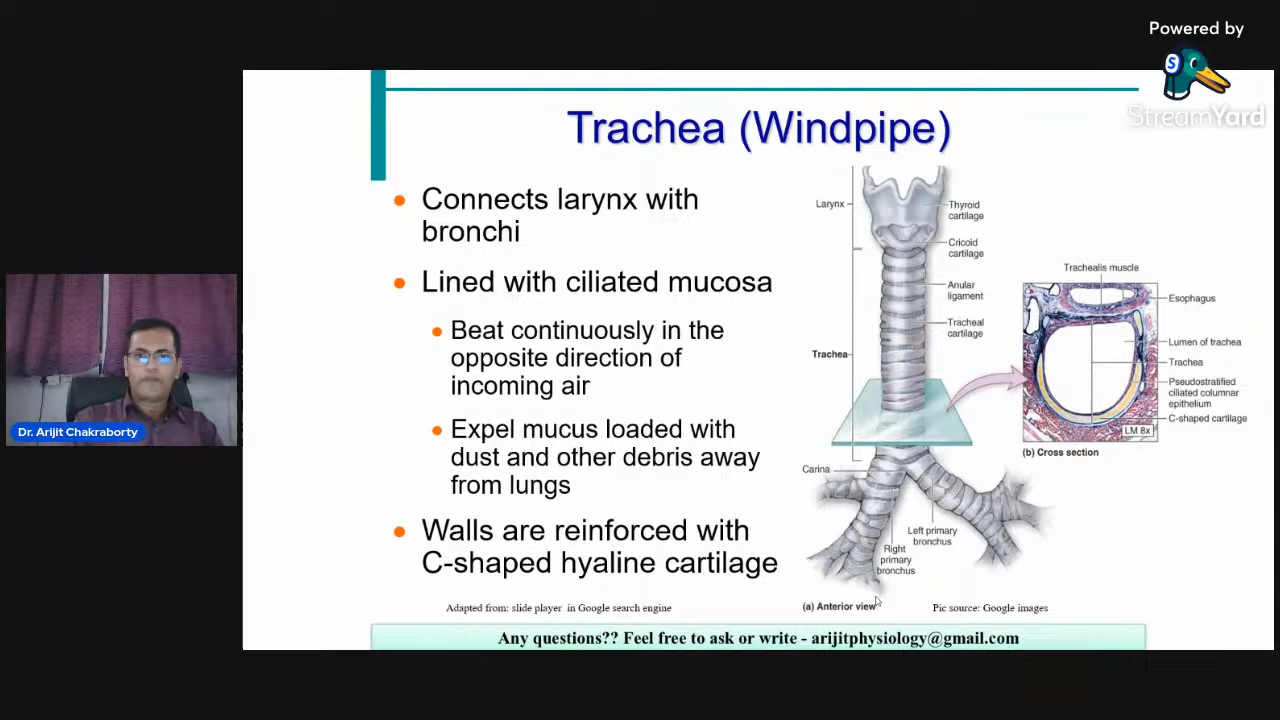 Powered by
S
StreamYard
Trachea (Windpipe)
Connects larynx with
bronchi
Lined with ciliated mucosa
Beat continuously in the
opposite direction of
incoming air
Expel mucus loaded with
dust and other debris away
from lungs
Walls are reinforced with
C-shaped hyaline cartilage
Larynx
Thyroid
cartilage
Cricoid
cartilage
Anular
ligament
Tracheal
cartilage
Trachea
Carina
Left primary
bronchus
Right
primary
bronchus
(a) Anterior view
Trachealis muscle
Esophagus
Lumen of trachea
Trachea
Pseudostratified
ciliated columnar
epithelium
C-shaped cartilage
LM 8x
(b) Cross section
Adapted from: slide player in Google search engine
Pic source: Google images
Any questions?? Feel free to ask or write - arijitphysiology@gmail.com
Dr. Arijit Chakraborty